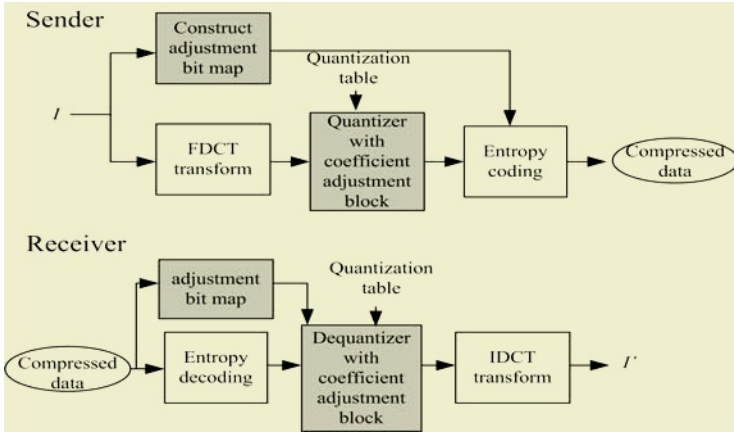 Sender
Construct
adjustment
bit map
Quantization
table
I
FDCT
transform
Quantizer
with
coefficient
adjustment
block
Entropy
coding
Compressed
data
Receiver
adjustment
bit map
Quantization
table
Compressed
data
Entropy
decoding
Dequantizer
with
coefficient
adjustment
block
IDCT
transform
I'